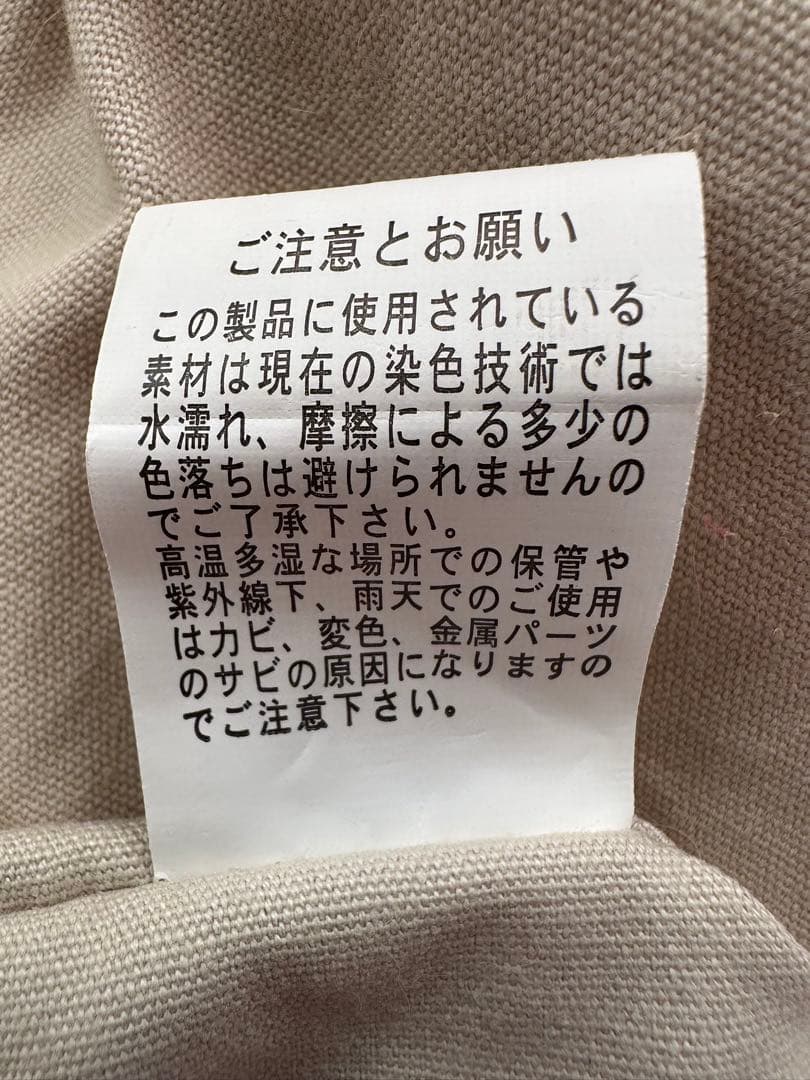 ご注意とお願い
この製品に使用されている
素材は現在の染色技術では
水濡れ、摩擦による多少の
色落ちは避けられませんの
でご了承下さい。
高温多湿な場所での保管や
紫外線下、雨天でのご使用
はカビ、変色、金属パーツ
のサビの原因になりますの
でご注意下さい。